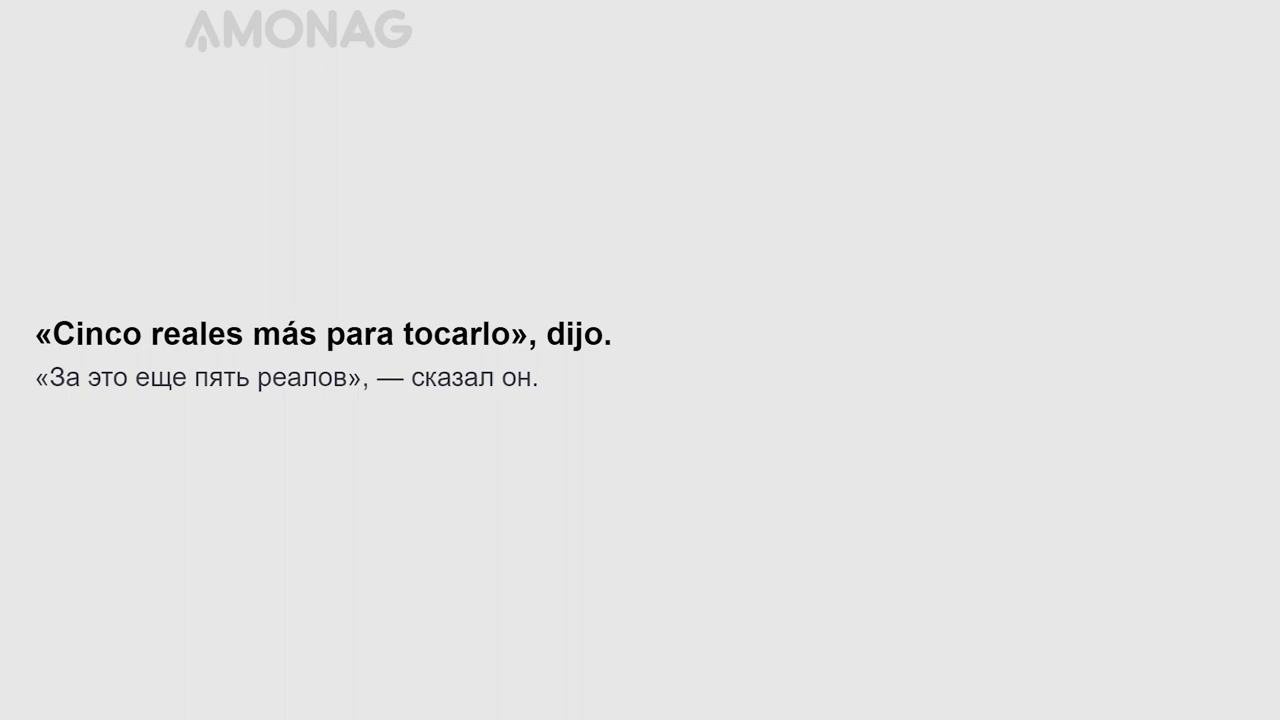 AMONAG
«Cinco reales más para tocarlo», dijo.
«За это еще пять реалов», — сказал он.